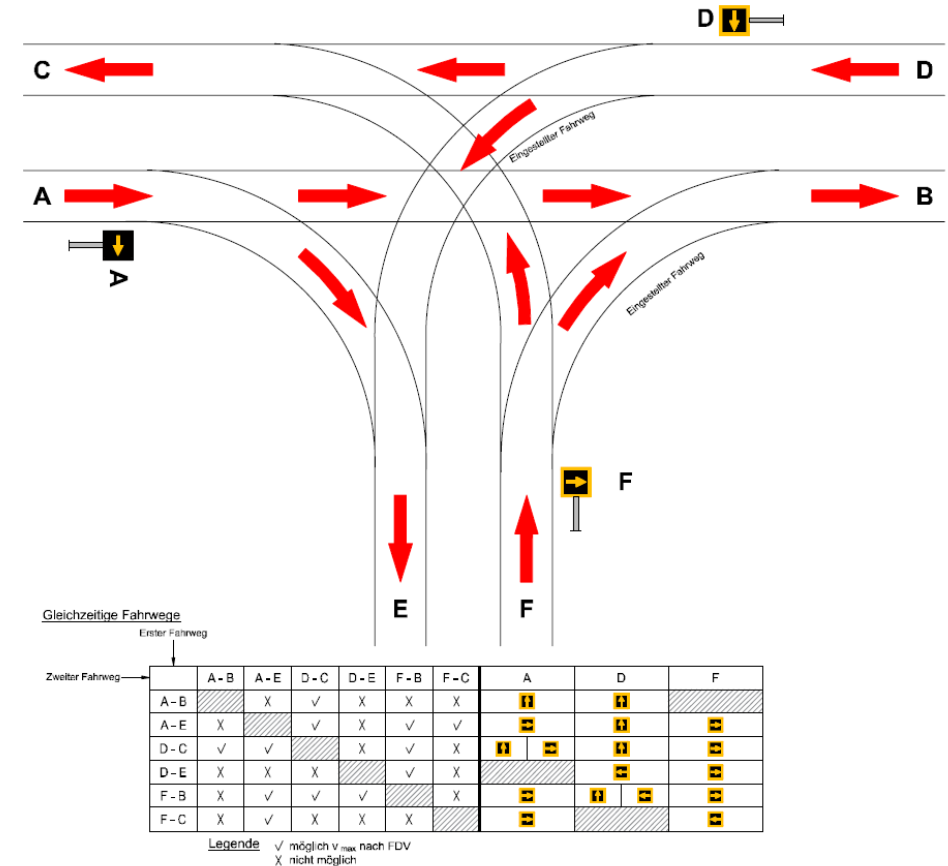 D
C
D
Eingestellter Fahrweg
A
B
A
Eingestellter Fahrweg
F
E
F
Gleichzeitige Fahrwege
Erster Fahrweg
Zweiter Fahrweg
A - B A - E D - C D - E F - B F - C A D F
A - B X √ X X X
A - E X √ X √ √
D - C √ √ X √ X
D - E X X X √ X
F - B X √ √ √ X
F - C X √ X X X
Legende √ möglich v max nach FDV
X nicht möglich